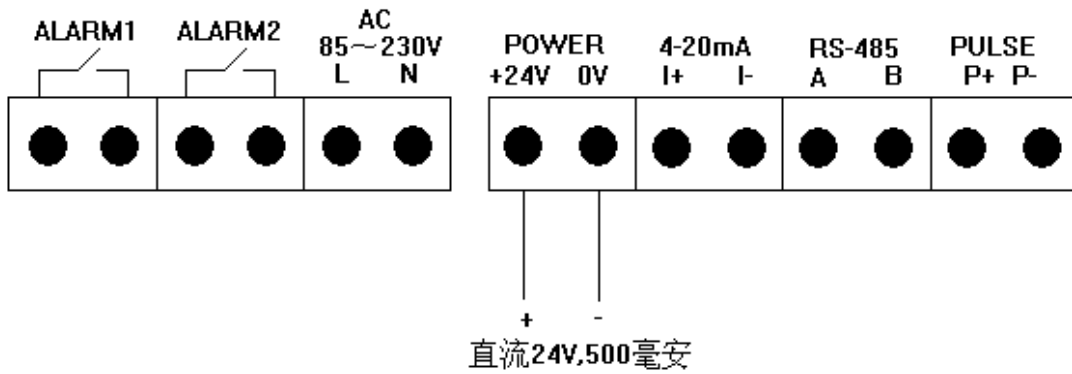 ALARM1 ALARM2 AC
85～230V
L N
POWER 4-20mA RS-485 PULSE
+24V 0V I+ I- A B P+ P-
+ -
直流24V,500毫安